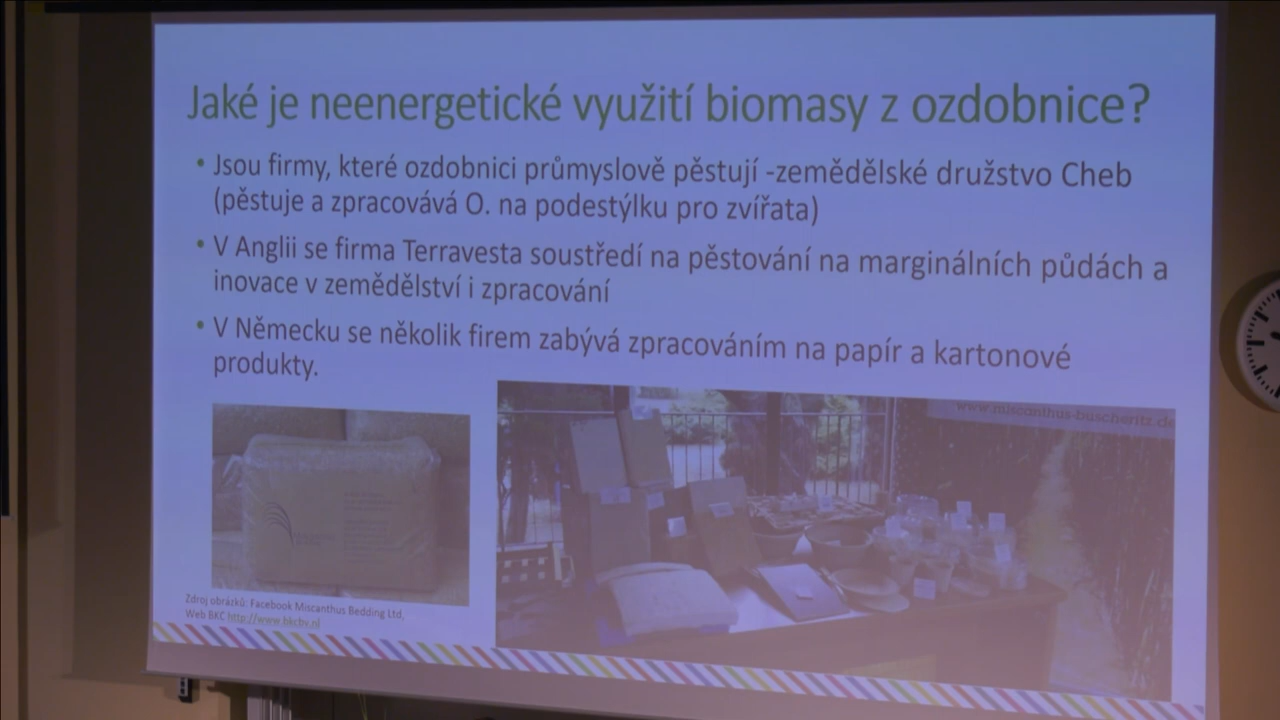 Jaké je neenergetické využití biomasy z ozdobnice?
• Jsou firmy, které ozdobnici průmyslově pěstují -zemědělské družstvo Cheb
(pěstuje a zpracovává O. na podestýlku pro zvířata)
• V Anglii se firma Terravesta soustředí na pěstování na marginálních půdách a
inovace v zemědělství i zpracování
• V Německu se několik firem zabývá zpracováním na papír a kartonové
produkty.
www.miscanthus-buscheritz.de
Zdroj obrázků: Facebook Miscanthus Bedding Ltd,
Web BKC http://www.bkcbv.nl